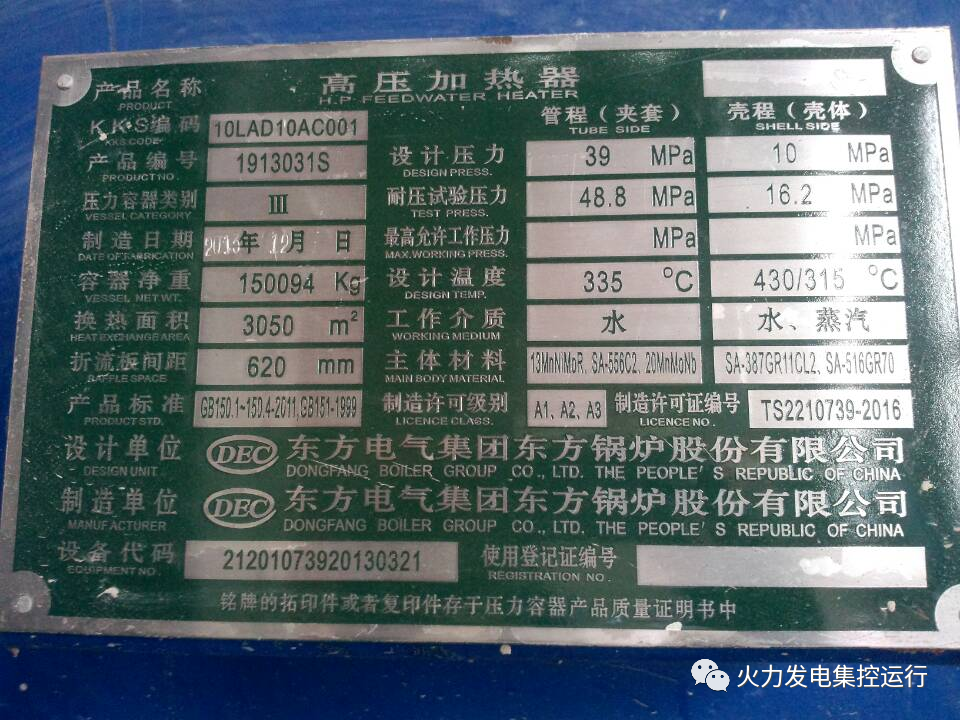 产品名称 高压加热器
PRODUCT H.P FEEDWATER HEATER
管程（夹套） 壳程（壳体）
TUBE SIDE SHELL SIDE
KKS编码 10LAD10AC001
KKS CODE
产品编号 1913031S 设计压力 39 MPa 10 MPa
PRODUCT NO. DESIGN PRESS.
压力容器类别 III 耐压试验压力 48.8 MPa 16.2 MPa
VESSEL CATEGORY TEST PRESS.
制造日期 2013年 12月 日 最高允许工作压力 MPa MPa
DATE OF FABRICATION MAX.WORKING PRESS.
容器净重 150094 Kg 设计温度 335 ℃ 430/315 ℃
VESSEL NET WT. DESIGN TEMP.
换热面积 3050 m² 工作介质 水 水、蒸汽
HEAT EXCHANGE AREA WORKING MEDIUM
折流板间距 620 mm 主体材料 13MnNiMoR, SA-556C2, 20MnMoNb SA-387GR11CL2, SA-516GR70
BAFFLE SPACE MAIN BODY MATERIAL
产品标准 GB150.1~150.4-2011,GB151-1999 制造许可级别 A1、A2、A3 制造许可证编号 TS2210739-2016
PRODUCT STD. LICENCE CLASS. LICENCE NO.
设计单位 DEC 东方电气集团东方锅炉股份有限公司
DESIGN UNIT DONGFANG BOILER GROUP CO., LTD. THE PEOPLE'S REPUBLIC OF CHINA
制造单位 DEC 东方电气集团东方锅炉股份有限公司
MANUFACTURER DONGFANG BOILER GROUP CO., LTD. THE PEOPLE'S REPUBLIC OF CHINA
设备代码 21201073920130321 使用登记证编号
EQUIPMENT NO. REGISTRATION NO.
铭牌的拓印件或者复印件存于压力容器产品质量证明书中
火力发电集控运行